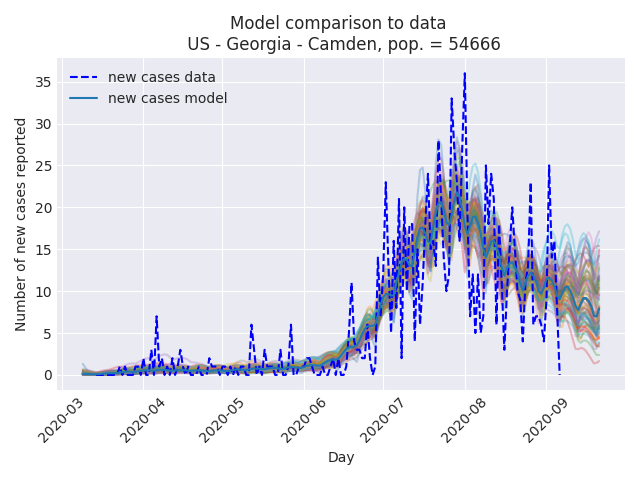 Model comparison to data
US - Georgia - Camden, pop. = 54666
new cases data
new cases model
Number of new cases reported
35
30
25
20
15
10
5
0
2020-03
2020-04
2020-05
2020-06
2020-07
2020-08
2020-09
Day